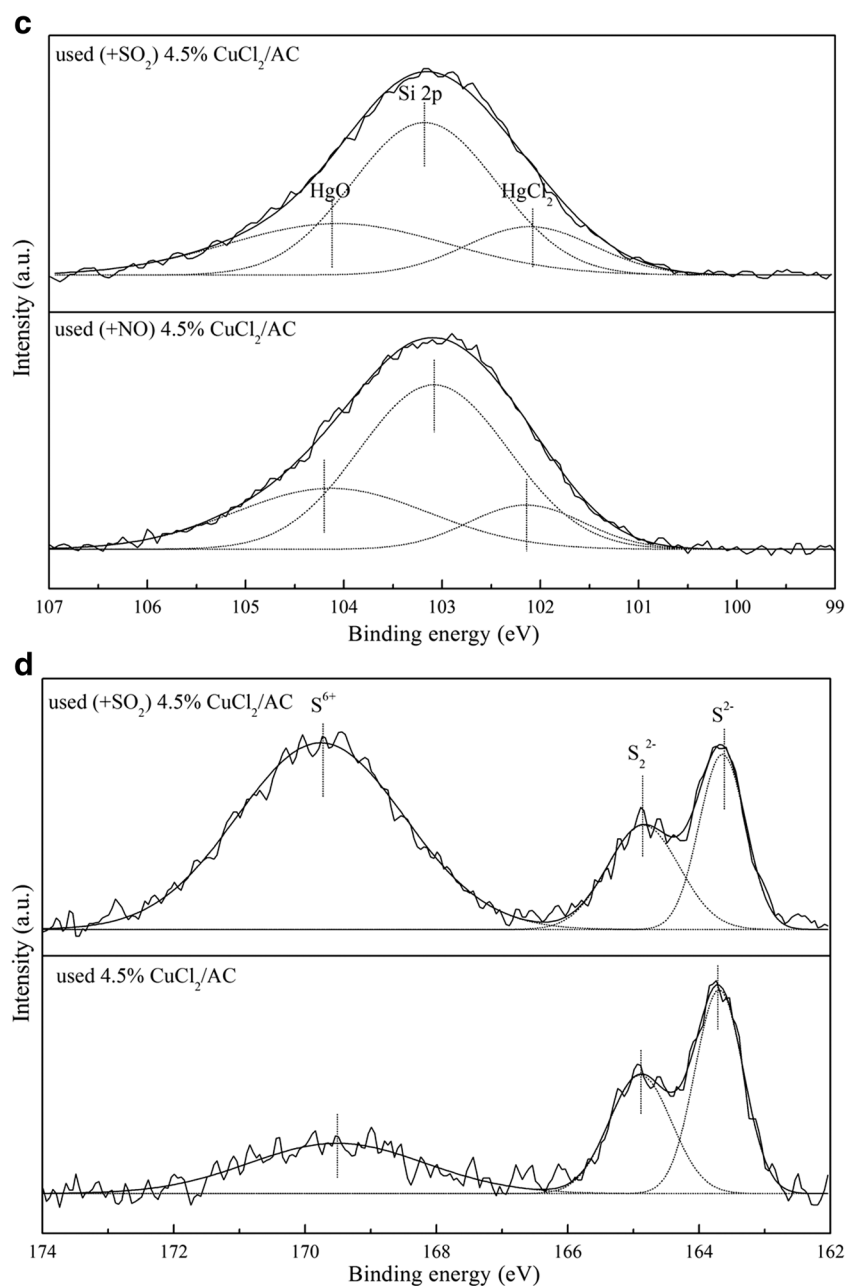 c
used (+SO₂) 4.5% CuCl₂/AC
Si 2p
HgO
HgCl₂
used (+NO) 4.5% CuCl₂/AC
Intensity (a.u.)
107 106 105 104 103 102 101 100 99
Binding energy (eV)
d
used (+SO₂) 4.5% CuCl₂/AC
S⁶⁺
S₂²⁻
S²⁻
used 4.5% CuCl₂/AC
Intensity (a.u.)
174 172 170 168 166 164 162
Binding energy (eV)